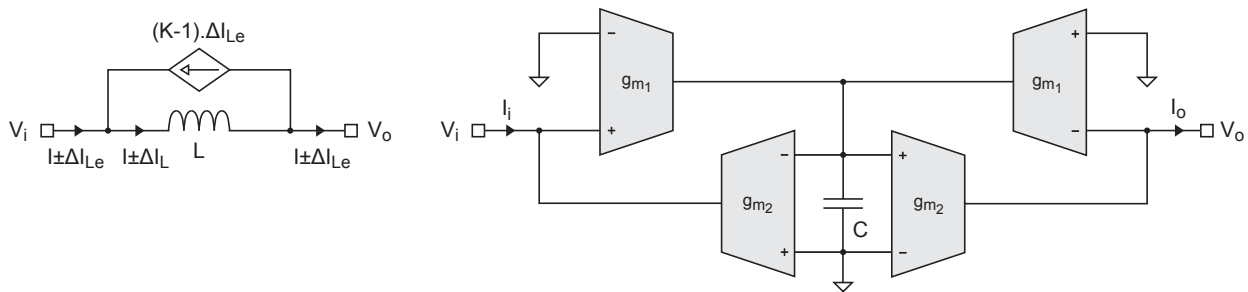 (K-1).ΔI_Le
V_i
I±ΔI_Le
I±ΔI_L
L
I±ΔI_Le
V_o
V_i
I_i
-
+
g_m1
-
+
g_m2
C
+
-
g_m2
+
-
g_m1
I_o
V_o